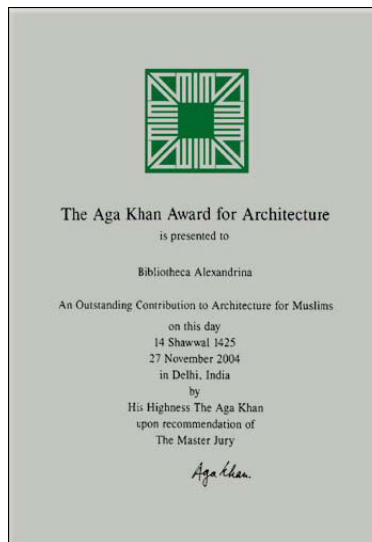 The Aga Khan Award for Architecture
is presented to
Bibliotheca Alexandrina
An Outstanding Contribution to Architecture for Muslims
on this day
14 Shawwal 1425
27 November 2004
in Delhi, India
by
His Highness The Aga Khan
upon recommendation of
The Master Jury
Aga Khan.